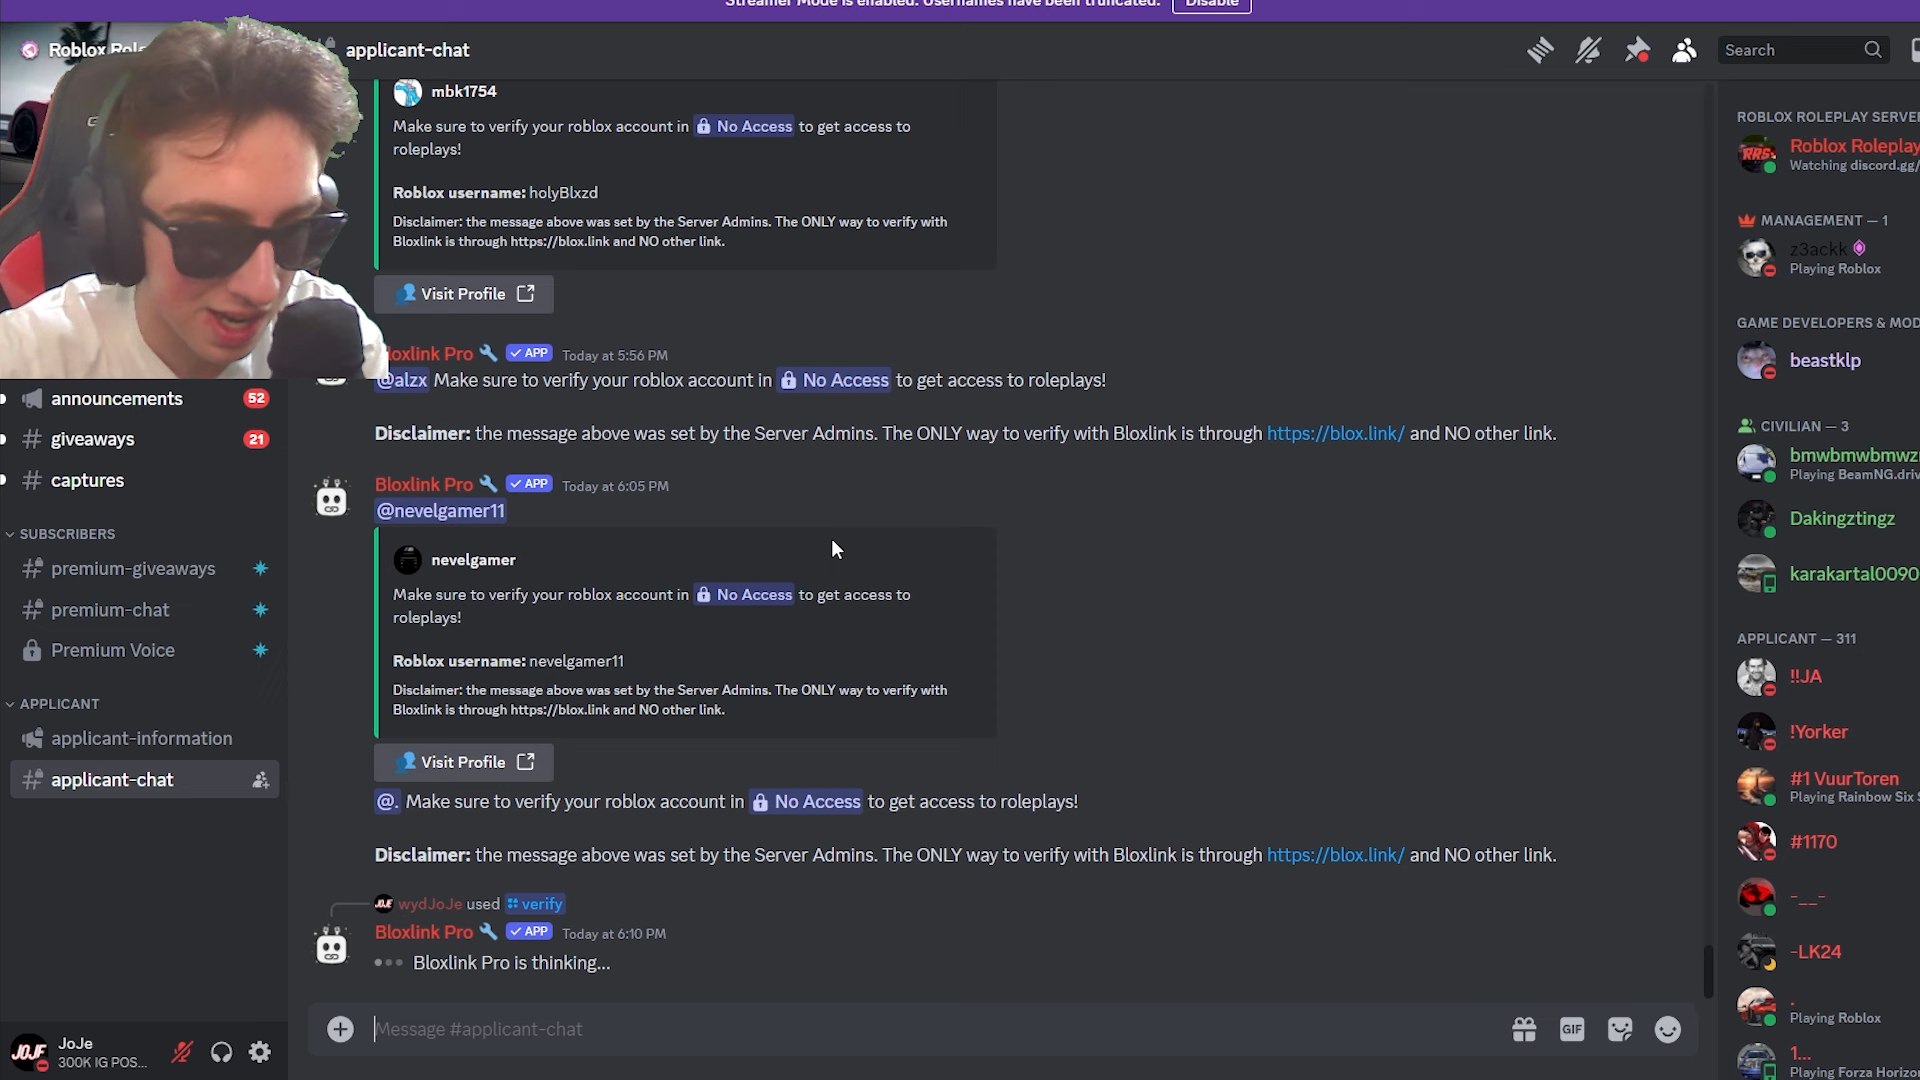 Streamer Mode is enabled. Usernames have been truncated. Disable
Roblox Role
applicant-chat
Search
mbk1754
Make sure to verify your roblox account in No Access to get access to
roleplays!
Roblox username: holyBlxzd
Disclaimer: the message above was set by the Server Admins. The ONLY way to verify with
Bloxlink is through https://blox.link and NO other link.
Visit Profile
loxlink Pro APP Today at 5:56 PM
@alzx Make sure to verify your roblox account in No Access to get access to roleplays!
Disclaimer: the message above was set by the Server Admins. The ONLY way to verify with Bloxlink is through https://blox.link/ and NO other link.
Bloxlink Pro APP Today at 6:05 PM
@nevelgamer11
nevelgamer
Make sure to verify your roblox account in No Access to get access to
roleplays!
Roblox username: nevelgamer11
Disclaimer: the message above was set by the Server Admins. The ONLY way to verify with
Bloxlink is through https://blox.link and NO other link.
Visit Profile
@. Make sure to verify your roblox account in No Access to get access to roleplays!
Disclaimer: the message above was set by the Server Admins. The ONLY way to verify with Bloxlink is through https://blox.link/ and NO other link.
JOJE wydJoJe used verify
Bloxlink Pro APP Today at 6:10 PM
Bloxlink Pro is thinking...
Message #applicant-chat
GIF
announcements 52
giveaways 21
captures
SUBSCRIBERS
premium-giveaways
premium-chat
Premium Voice
APPLICANT
applicant-information
applicant-chat
JOJE
JoJe
300K IG POS...
ROBLOX ROLEPLAY SERVE
RRS
Roblox Roleplay
Watching discord.gg/
MANAGEMENT — 1
z3ackk
Playing Roblox
GAME DEVELOPERS & MOD
beastklp
CIVILIAN — 3
bmwbmwbmwz
Playing BeamNG.driv
Dakingztingz
karakartal0090
APPLICANT — 311
!!JA
!Yorker
#1 VuurToren
Playing Rainbow Six S
#1170
-__-
-LK24
.
Playing Roblox
1...
Playing Forza Horizo